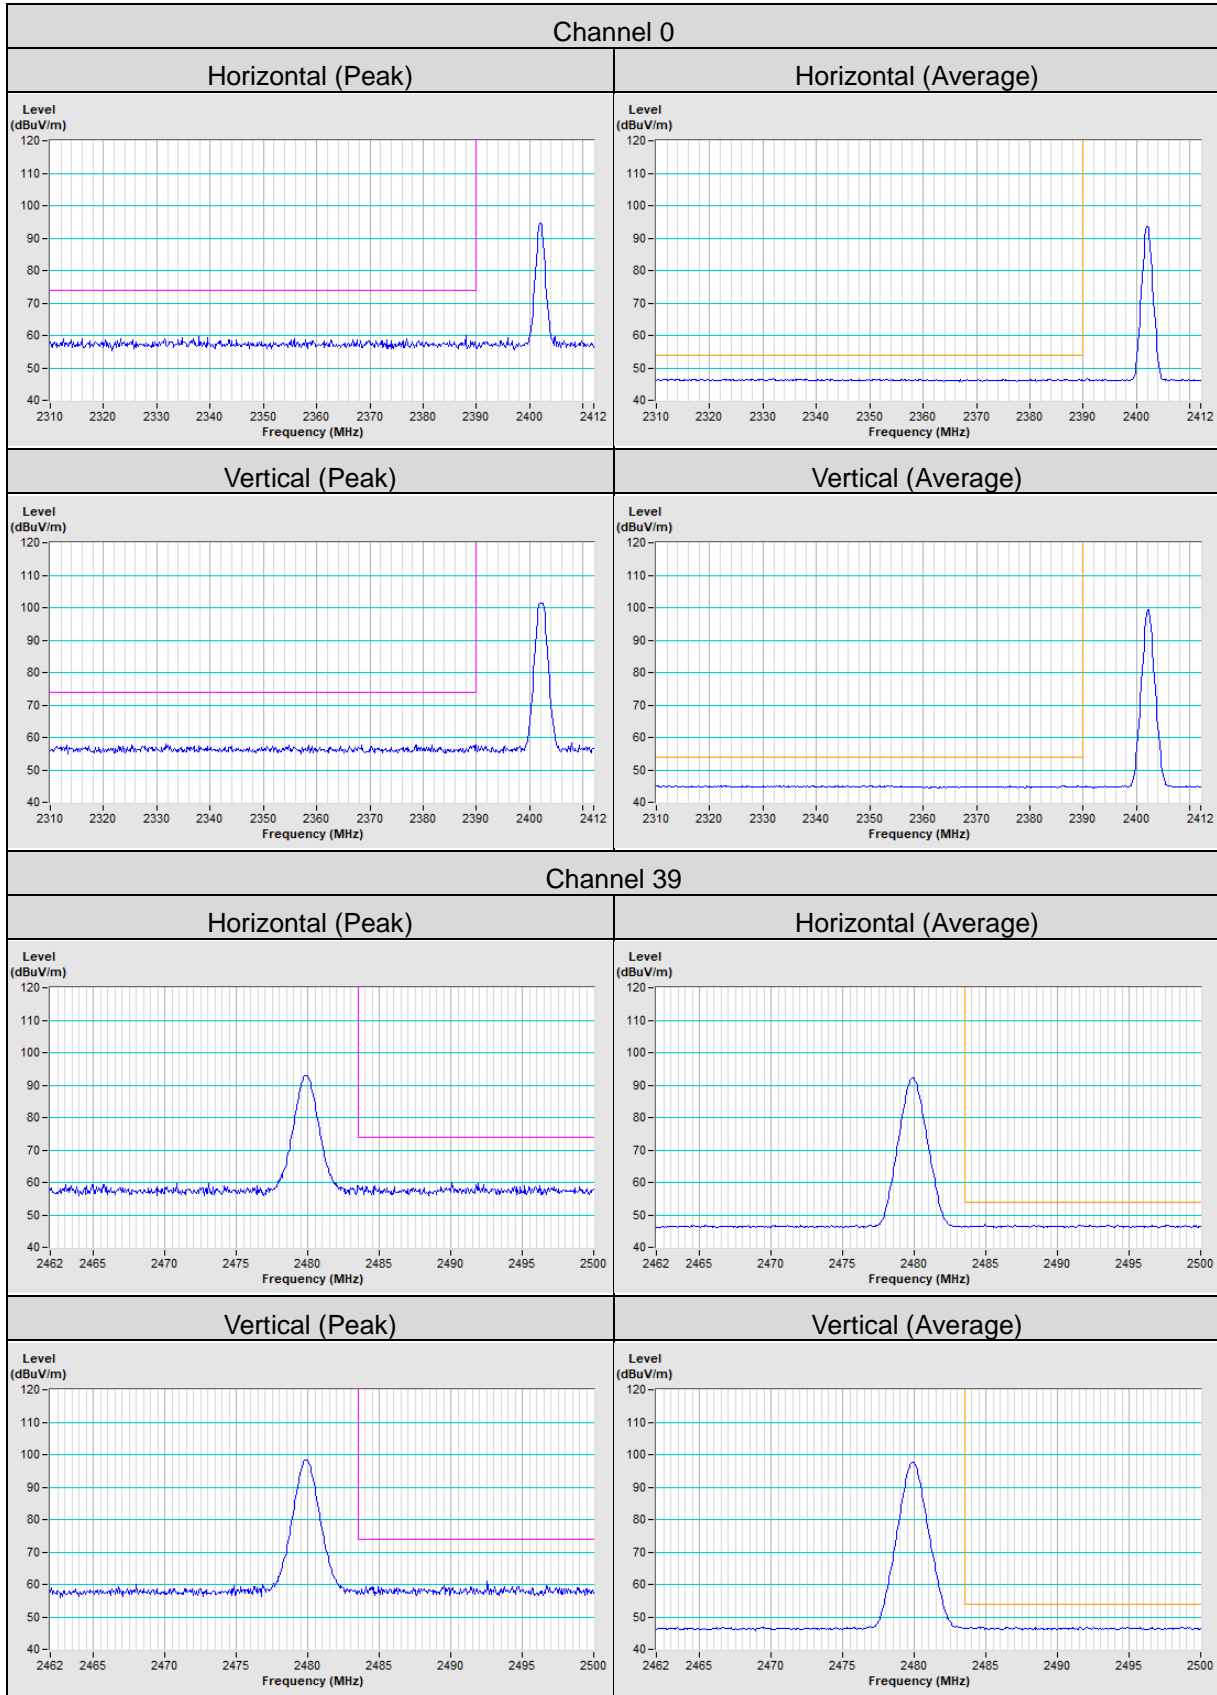 Channel 0
Horizontal (Peak) Horizontal (Average)
Level Level
(dBuV/m) (dBuV/m)
120 120
110 110
100 100
90 90
80 80
70 70
60 60
50 50
40 40
2310 2320 2330 2340 2350 2360 2370 2380 2390 2400 2412 2310 2320 2330 2340 2350 2360 2370 2380 2390 2400 2412
Frequency (MHz) Frequency (MHz)
Vertical (Peak) Vertical (Average)
Level Level
(dBuV/m) (dBuV/m)
120 120
110 110
100 100
90 90
80 80
70 70
60 60
50 50
40 40
2310 2320 2330 2340 2350 2360 2370 2380 2390 2400 2412 2310 2320 2330 2340 2350 2360 2370 2380 2390 2400 2412
Frequency (MHz) Frequency (MHz)
Channel 39
Horizontal (Peak) Horizontal (Average)
Level Level
(dBuV/m) (dBuV/m)
120 120
110 110
100 100
90 90
80 80
70 70
60 60
50 50
40 40
2462 2465 2470 2475 2480 2485 2490 2495 2500 2462 2465 2470 2475 2480 2485 2490 2495 2500
Frequency (MHz) Frequency (MHz)
Vertical (Peak) Vertical (Average)
Level Level
(dBuV/m) (dBuV/m)
120 120
110 110
100 100
90 90
80 80
70 70
60 60
50 50
40 40
2462 2465 2470 2475 2480 2485 2490 2495 2500 2462 2465 2470 2475 2480 2485 2490 2495 2500
Frequency (MHz) Frequency (MHz)